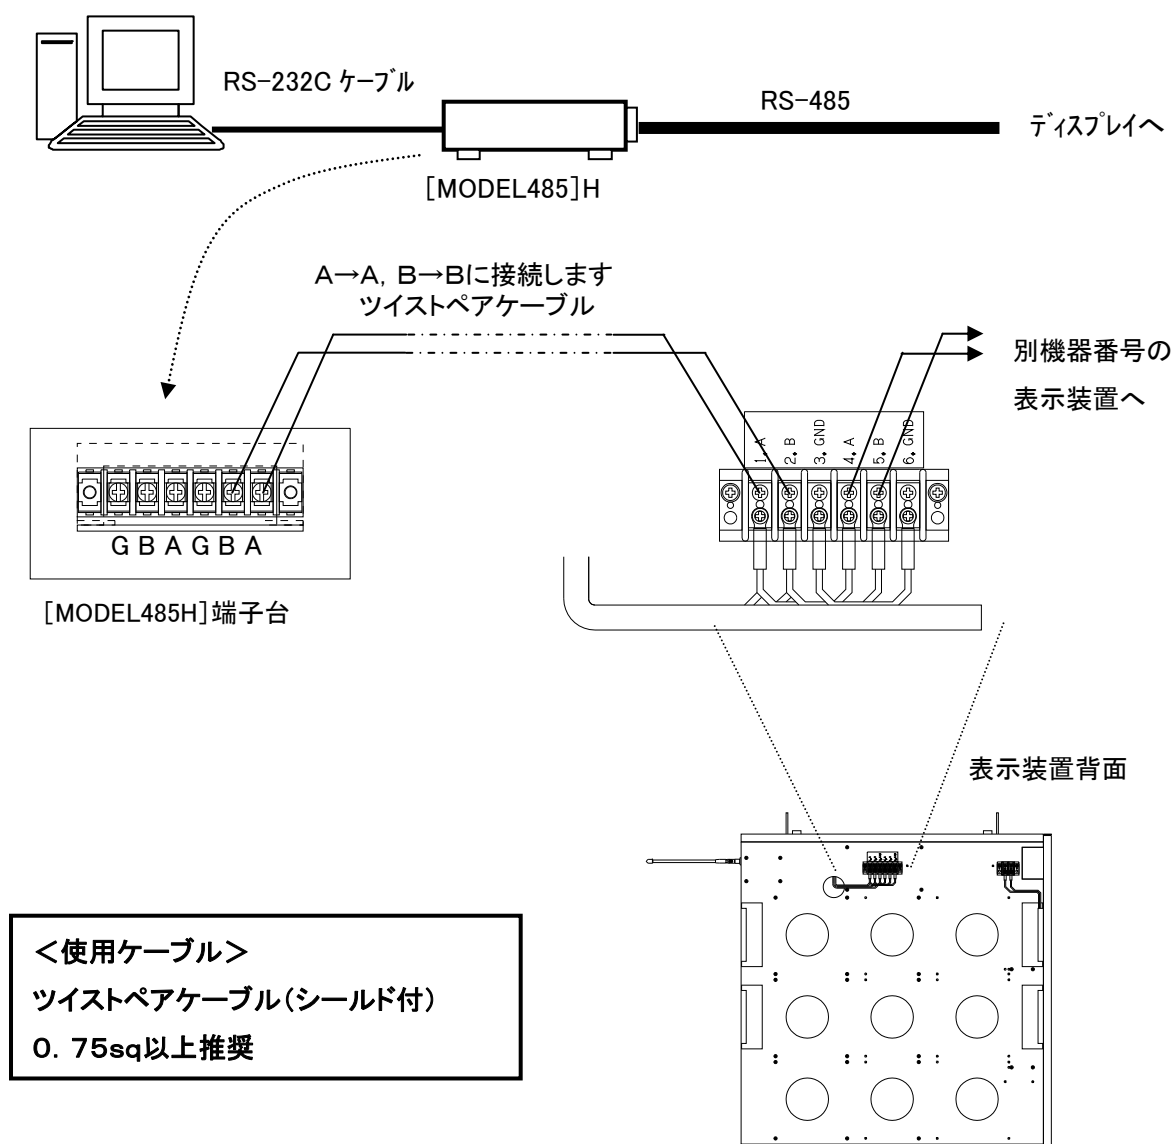 RS-232C ケーブル
RS-485
ディスプレイへ
[MODEL485]H
A→A, B→Bに接続します
ツイストペアケーブル
別機器番号の
表示装置へ
1. A
2. B
3. GND
4. A
5. B
6. GND
G B A G B A
[MODEL485H]端子台
表示装置背面
<使用ケーブル>
ツイストペアケーブル(シールド付)
0. 75sq以上推奨